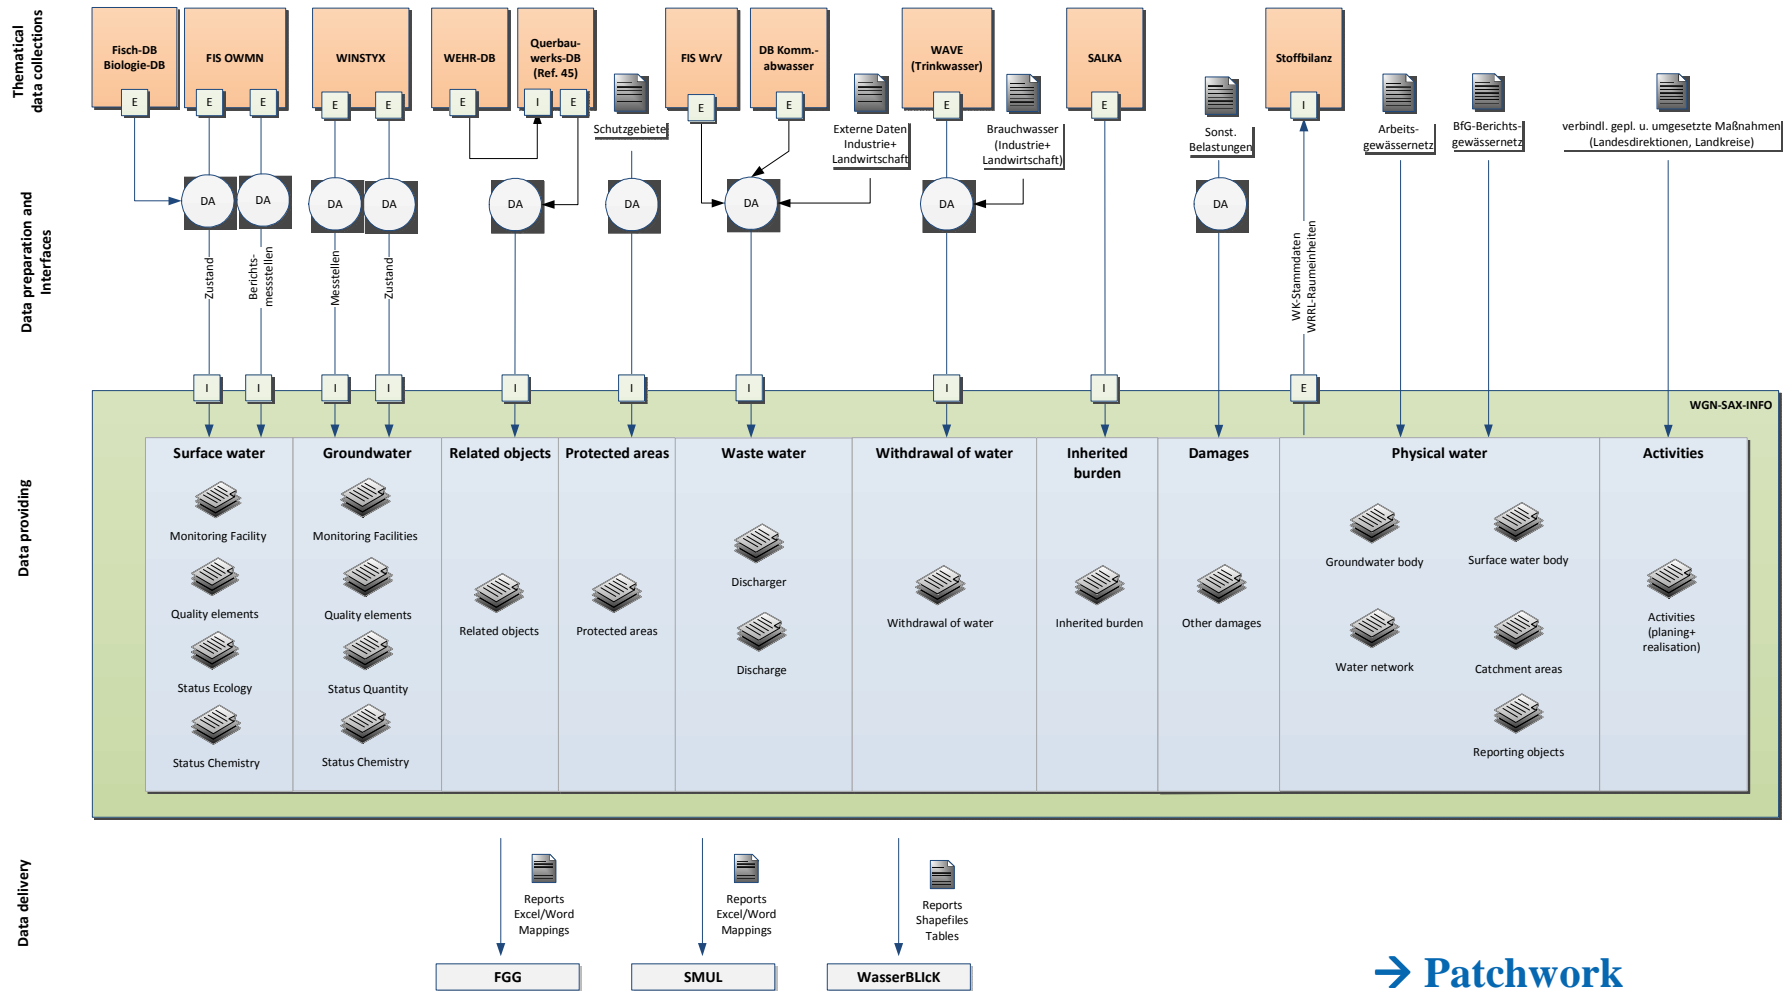 Thematical
data collections
Fisch-DB
Biologie-DB
FIS OWMN
WINSTYX
WEHR-DB
Querbau-
werks-DB
(Ref. 45)
FIS WrV
DB Komm.-
abwasser
WAVE
(Trinkwasser)
SALKA
Stoffbilanz
E
E
E
E
E
E
I
E
E
E
E
E
I
Schutzgebiete
Externe Daten
Industrie+
Landwirtschaft
Brauchwasser
(Industrie+
Landwirtschaft)
Sonst.
Belastungen
Arbeits-
gewässernetz
BfG-Berichts-
gewässernetz
verbindl. gepl. u. umgesetzte Maßnahmen
(Landesdirektionen, Landkreise)
Data preparation and
Interfaces
DA
DA
DA
DA
DA
DA
DA
DA
DA
Zustand
Berichts-
messstellen
Messtellen
Zustand
WK-Stammdaten
WRRL-Raumeinheiten
I
I
I
I
I
I
I
I
I
E
WGN-SAX-INFO
Data providing
Surface water
Monitoring Facility
Quality elements
Status Ecology
Status Chemistry
Groundwater
Monitoring Facilities
Quality elements
Status Quantity
Status Chemistry
Related objects
Related objects
Protected areas
Protected areas
Waste water
Discharger
Discharge
Withdrawal of water
Withdrawal of water
Inherited
burden
Inherited burden
Damages
Other damages
Physical water
Groundwater body
Surface water body
Water network
Catchment areas
Reporting objects
Activities
Activities
(planing+
realisation)
Data delivery
Reports
Excel/Word
Mappings
FGG
Reports
Excel/Word
Mappings
SMUL
Reports
Shapefiles
Tables
WasserBLIcK
→ Patchwork